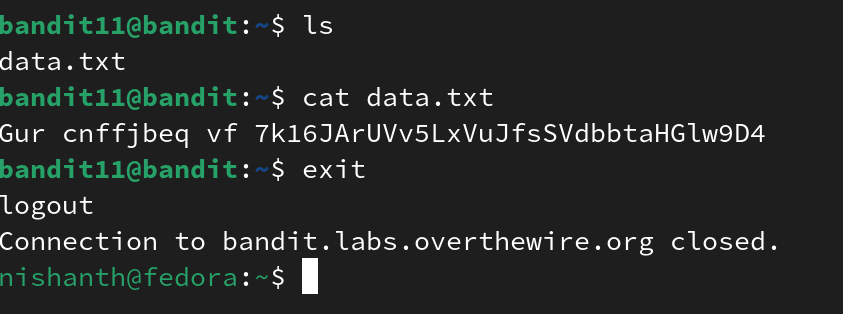 bandit11@bandit:~$ ls
data.txt
bandit11@bandit:~$ cat data.txt
Gur cnffjbeq vf 7k16JArUVv5LxVuJfsSVdbbtaHGlw9D4
bandit11@bandit:~$ exit
logout
Connection to bandit.labs.overthewire.org closed.
nishanth@fedora:~$